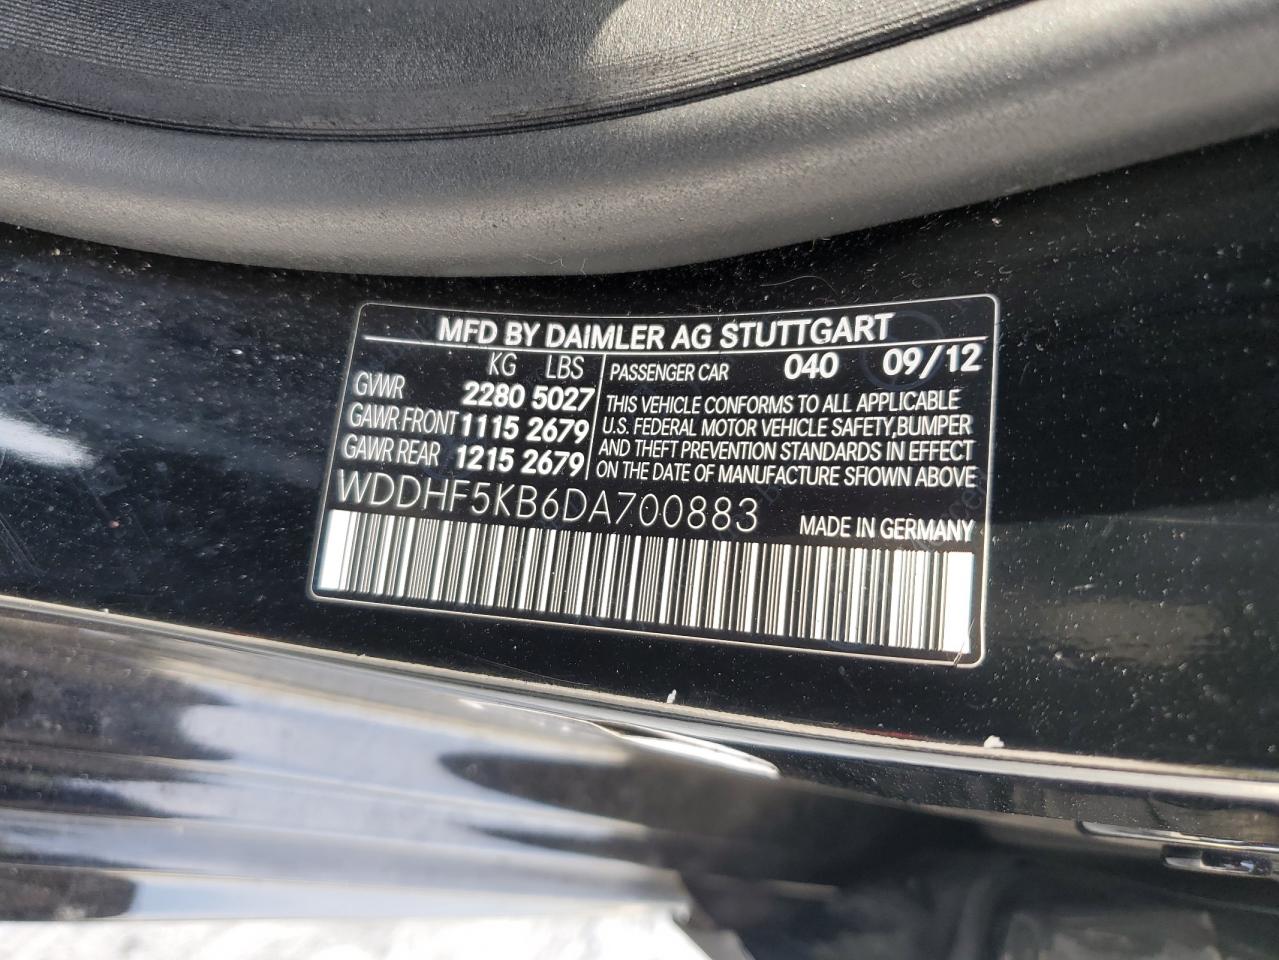 MFD BY DAIMLER AG STUTTGART
KG LBS
GVWR 2280 5027
GAWR FRONT 1115 2679
GAWR REAR 1215 2679
PASSENGER CAR 040 09/12
THIS VEHICLE CONFORMS TO ALL APPLICABLE
U.S. FEDERAL MOTOR VEHICLE SAFETY,BUMPER
AND THEFT PREVENTION STANDARDS IN EFFECT
ON THE DATE OF MANUFACTURE SHOWN ABOVE
WDDHF5KB6DA700883
MADE IN GERMANY